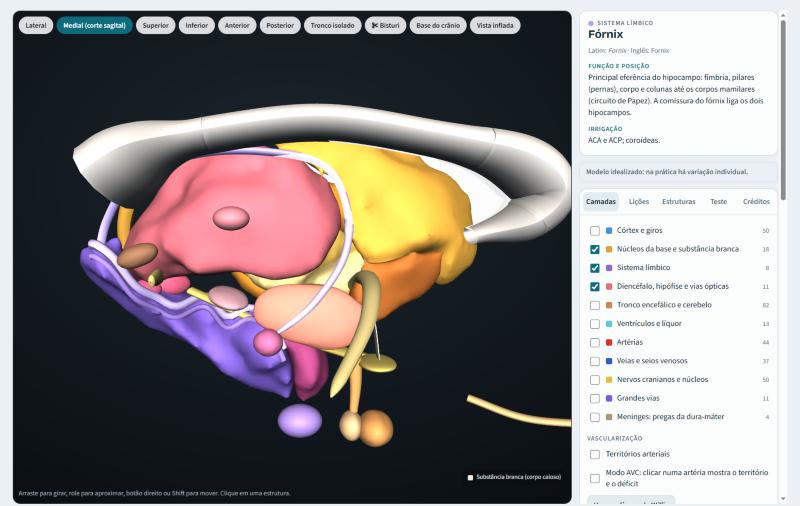 Lateral
Medial (corte sagital)
Superior
Inferior
Anterior
Posterior
Tronco isolado
Bisturi
Base do crânio
Vista inflada
Substância branca (corpo caloso)
Arraste para girar, role para aproximar, botão direito ou Shift para mover. Clique em uma estrutura.
SISTEMA LÍMBICO
Fórnix
Latim: Fornix · Inglês: Fornix
FUNÇÃO E POSIÇÃO
Principal eferência do hipocampo: fímbria, pilares
(pernas), corpo e colunas até os corpos mamilares
(circuito de Papez). A comissura do fórnix liga os dois
hipocampos.
IRRIGAÇÃO
ACA e ACP; coroídeas.
Modelo idealizado: na prática há variação individual.
Camadas
Lições
Estruturas
Teste
Créditos
Córtex e giros 50
Núcleos da base e substância branca 18
Sistema límbico 8
Diencéfalo, hipófise e vias ópticas 11
Tronco encefálico e cerebelo 82
Ventrículos e líquor 13
Artérias 44
Veias e seios venosos 37
Nervos cranianos e núcleos 50
Grandes vias 11
Meninges: pregas da dura-máter 4
VASCULARIZAÇÃO
Territórios arteriais
Modo AVC: clicar numa artéria mostra o território
e o déficit